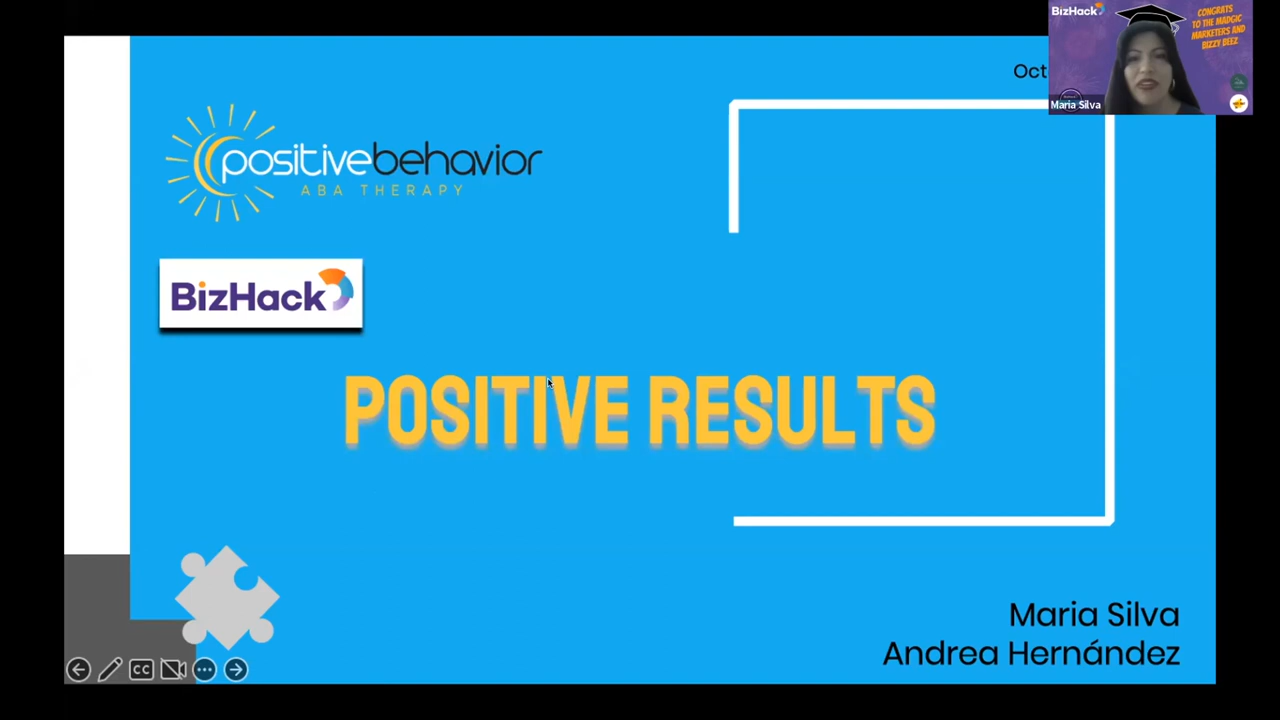 positivebehavior
ABA THERAPY
BizHack
POSITIVE RESULTS
Maria Silva
Andrea Hernández
Oct
BizHack
CONGRATS
TO THE MADGIC
MARKETERS AND
BIZZY BEEZ
Maria Silva
CC